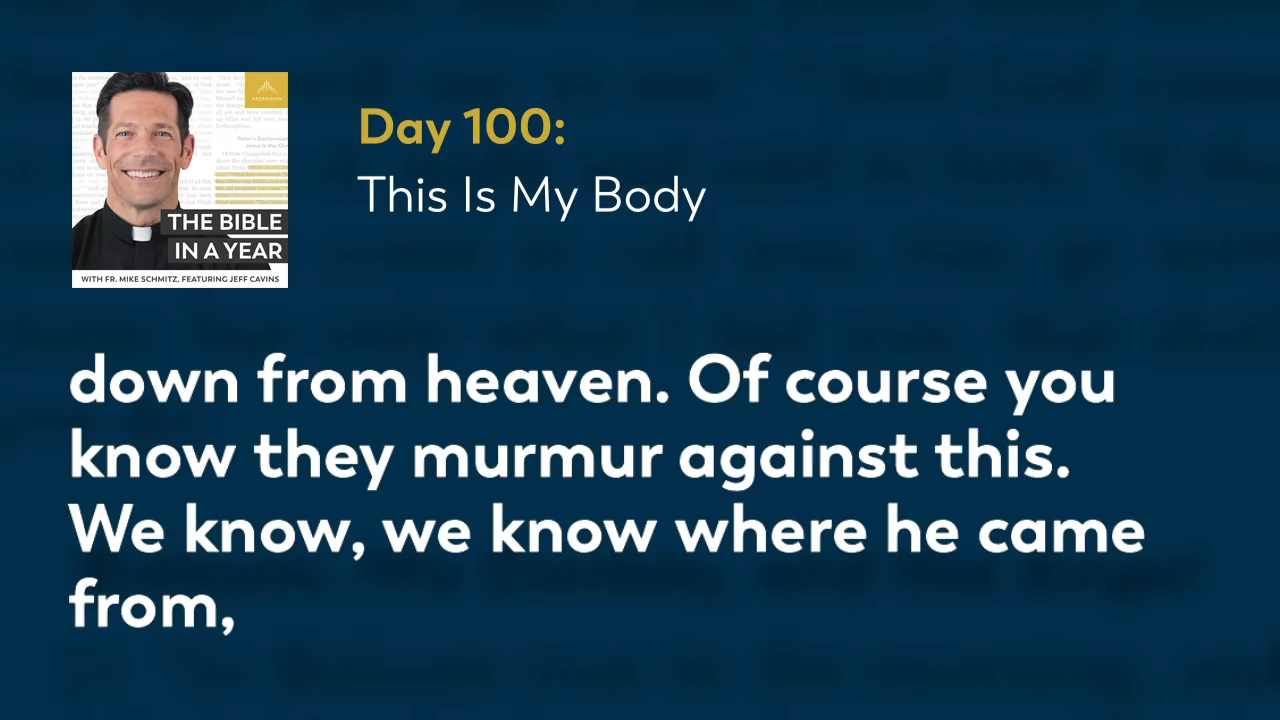 Day 100:
This Is My Body
ASCENSION
THE BIBLE
IN A YEAR
WITH FR. MIKE SCHMITZ, FEATURING JEFF CAVINS
down from heaven. Of course you
know they murmur against this.
We know, we know where he came
from,